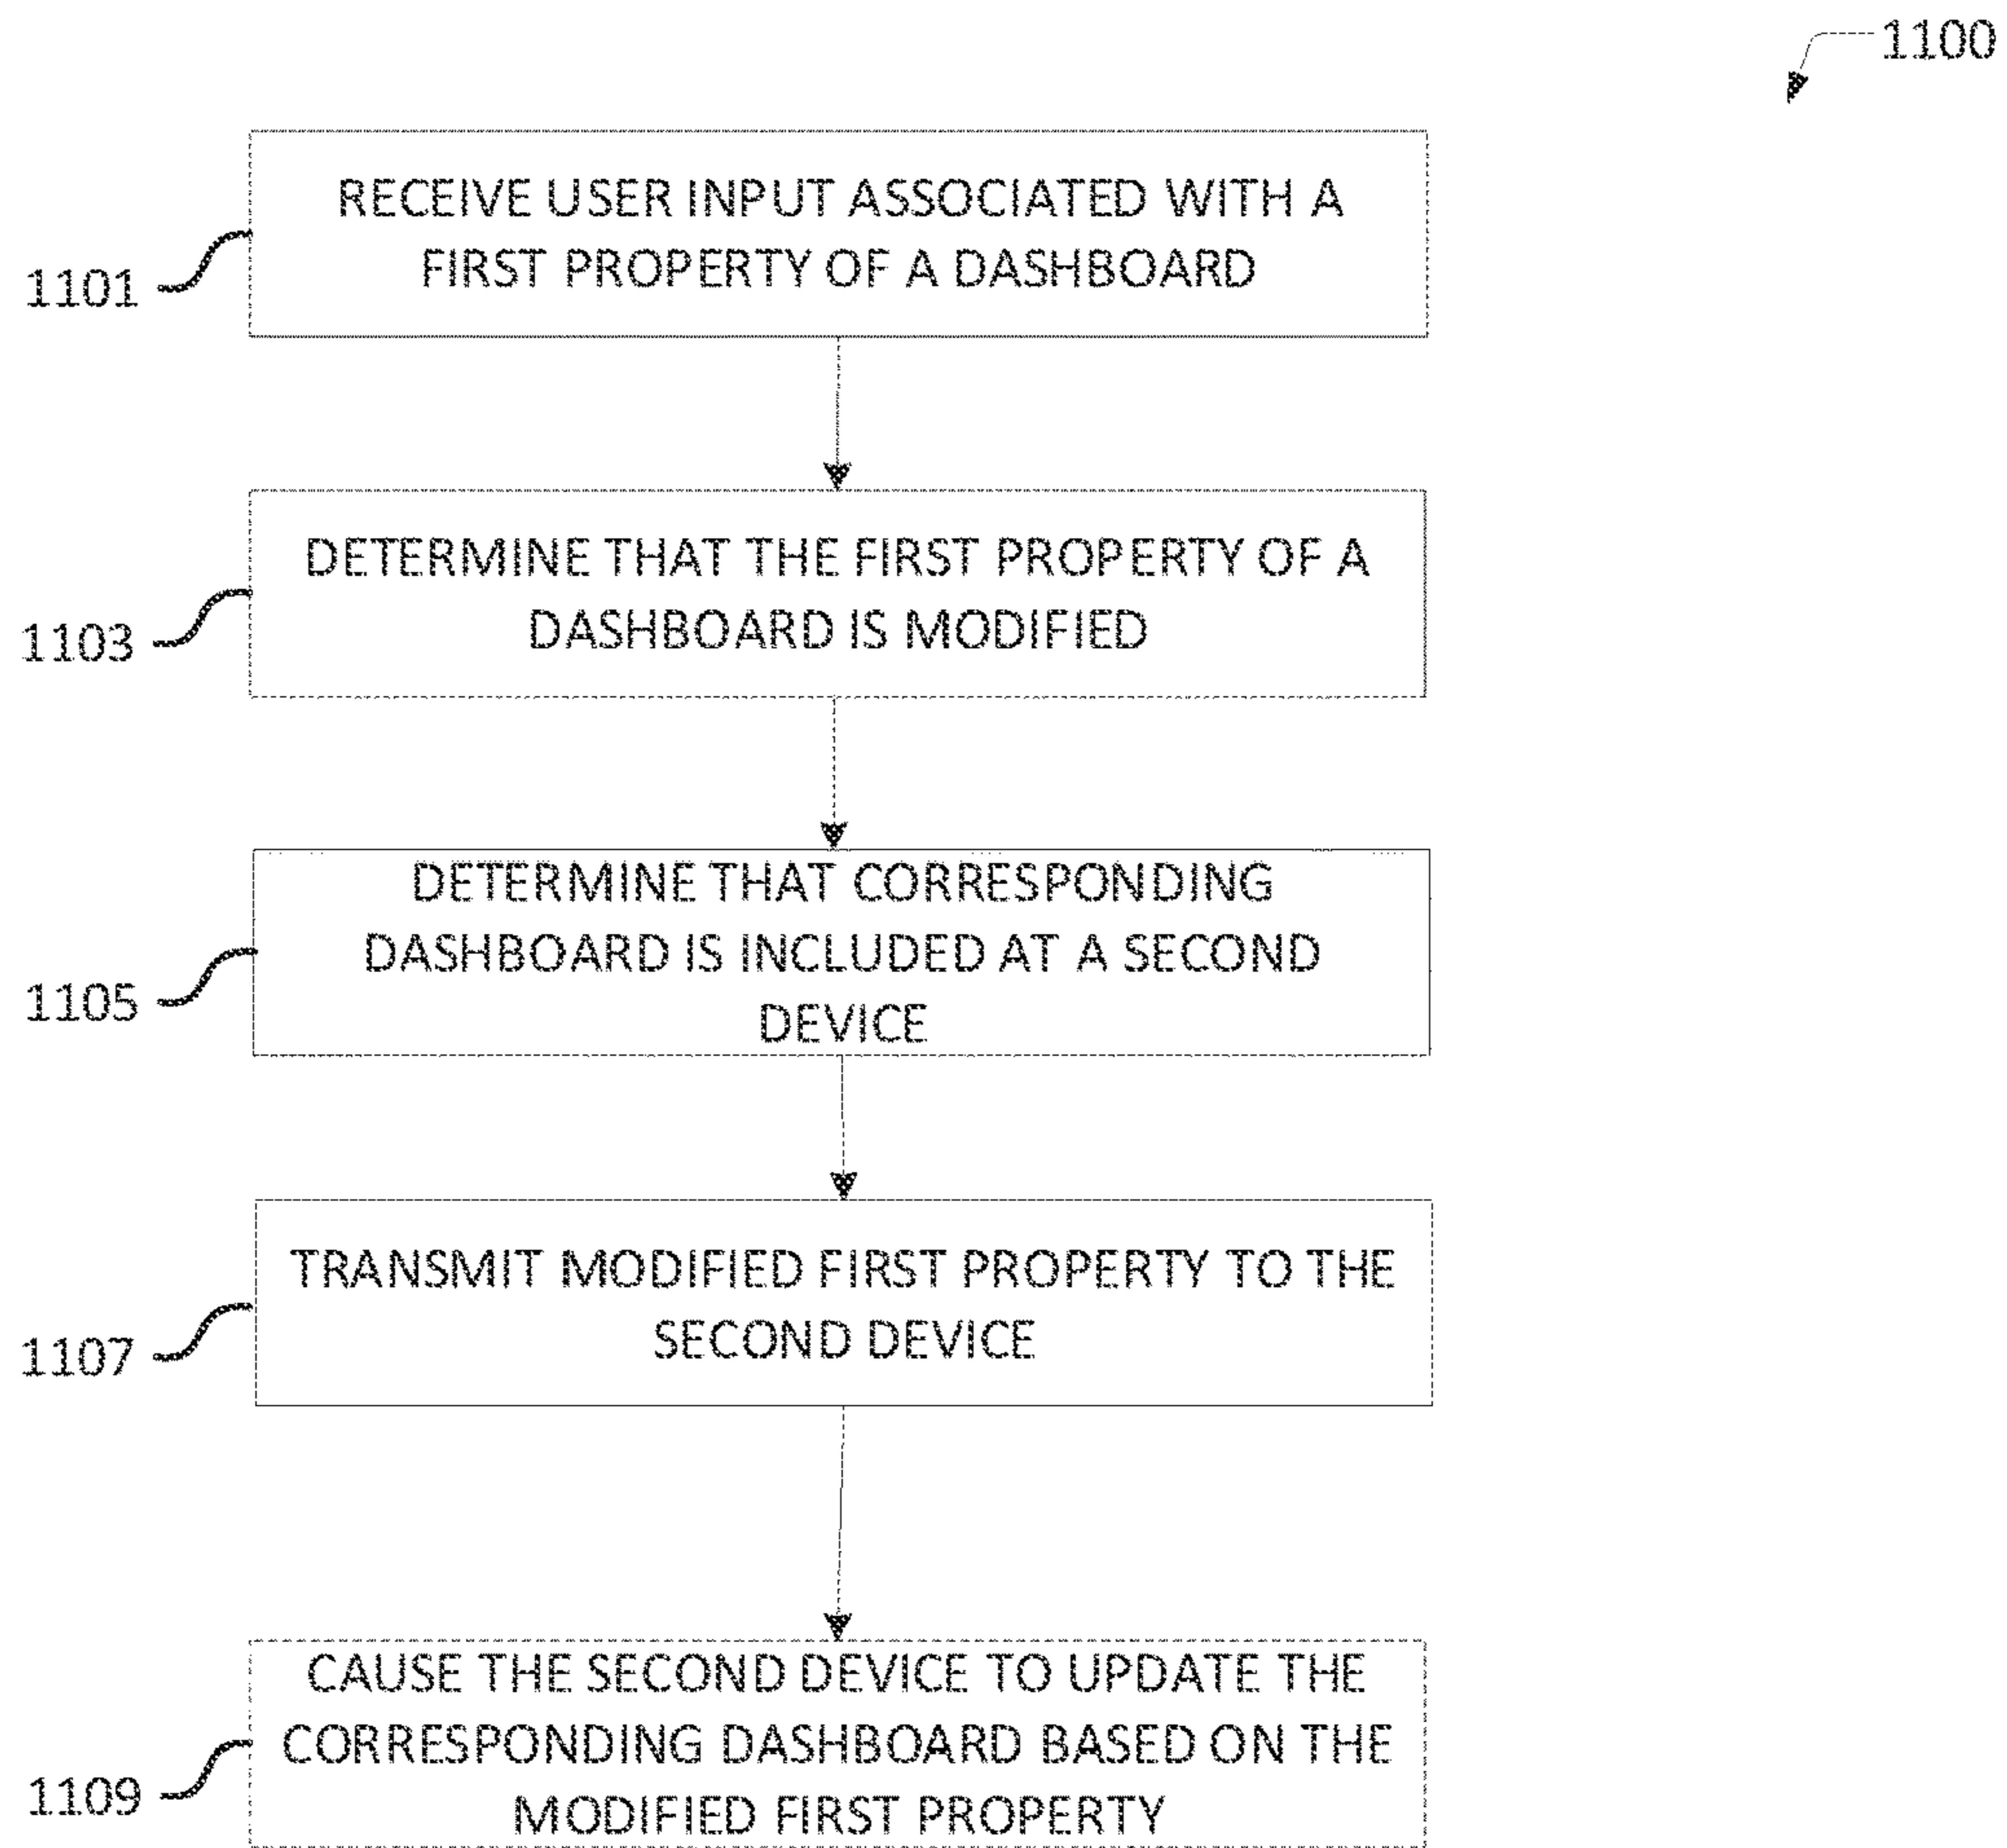 1100
RECEIVE USER INPUT ASSOCIATED WITH A
FIRST PROPERTY OF A DASHBOARD
1101
DETERMINE THAT THE FIRST PROPERTY OF A
DASHBOARD IS MODIFIED
1103
DETERMINE THAT CORRESPONDING
DASHBOARD IS INCLUDED AT A SECOND
DEVICE
1105
TRANSMIT MODIFIED FIRST PROPERTY TO THE
SECOND DEVICE
1107
CAUSE THE SECOND DEVICE TO UPDATE THE
CORRESPONDING DASHBOARD BASED ON THE
MODIFIED FIRST PROPERTY
1109